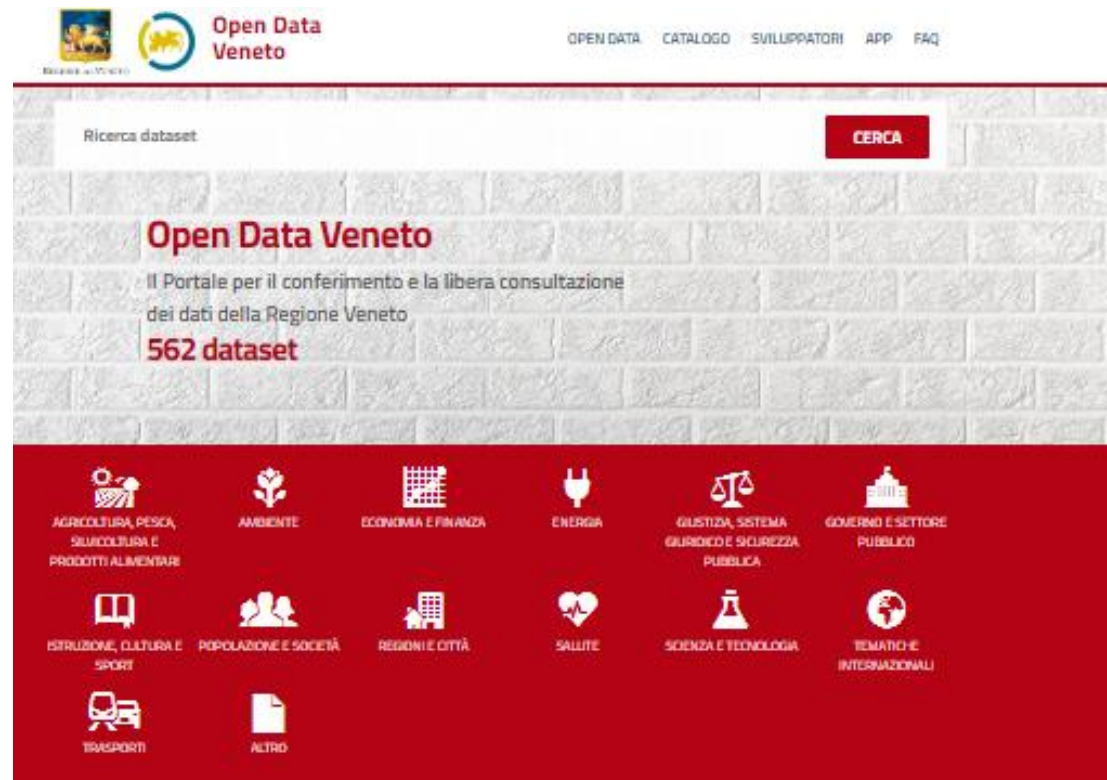 Open Data
Veneto
REGIONE DEL VENETO
OPEN DATA CATALOGO SVILUPPATORI APP FAQ
Ricerca dataset
CERCA
Open Data Veneto
Il Portale per il conferimento e la libera consultazione
dei dati della Regione Veneto
562 dataset
AGRICOLTURA, PESCA,
SILVICOLTURA E
PRODOTTI ALIMENTARI
AMBIENTE
ECONOMIA E FINANZA
ENERGIA
GIUSTIZIA, SISTEMA
GIURIDICO E SICUREZZA
PUBBLICA
GOVERNO E SETTORE
PUBBLICO
ISTRUZIONE, CULTURA E
SPORT
POPOLAZIONE E SOCIETÀ
REGIONI E CITTÀ
SALUTE
SCIENZA E TECNOLOGIA
TEMATICHE
INTERNAZIONALI
TRASPORTI
ALTRO